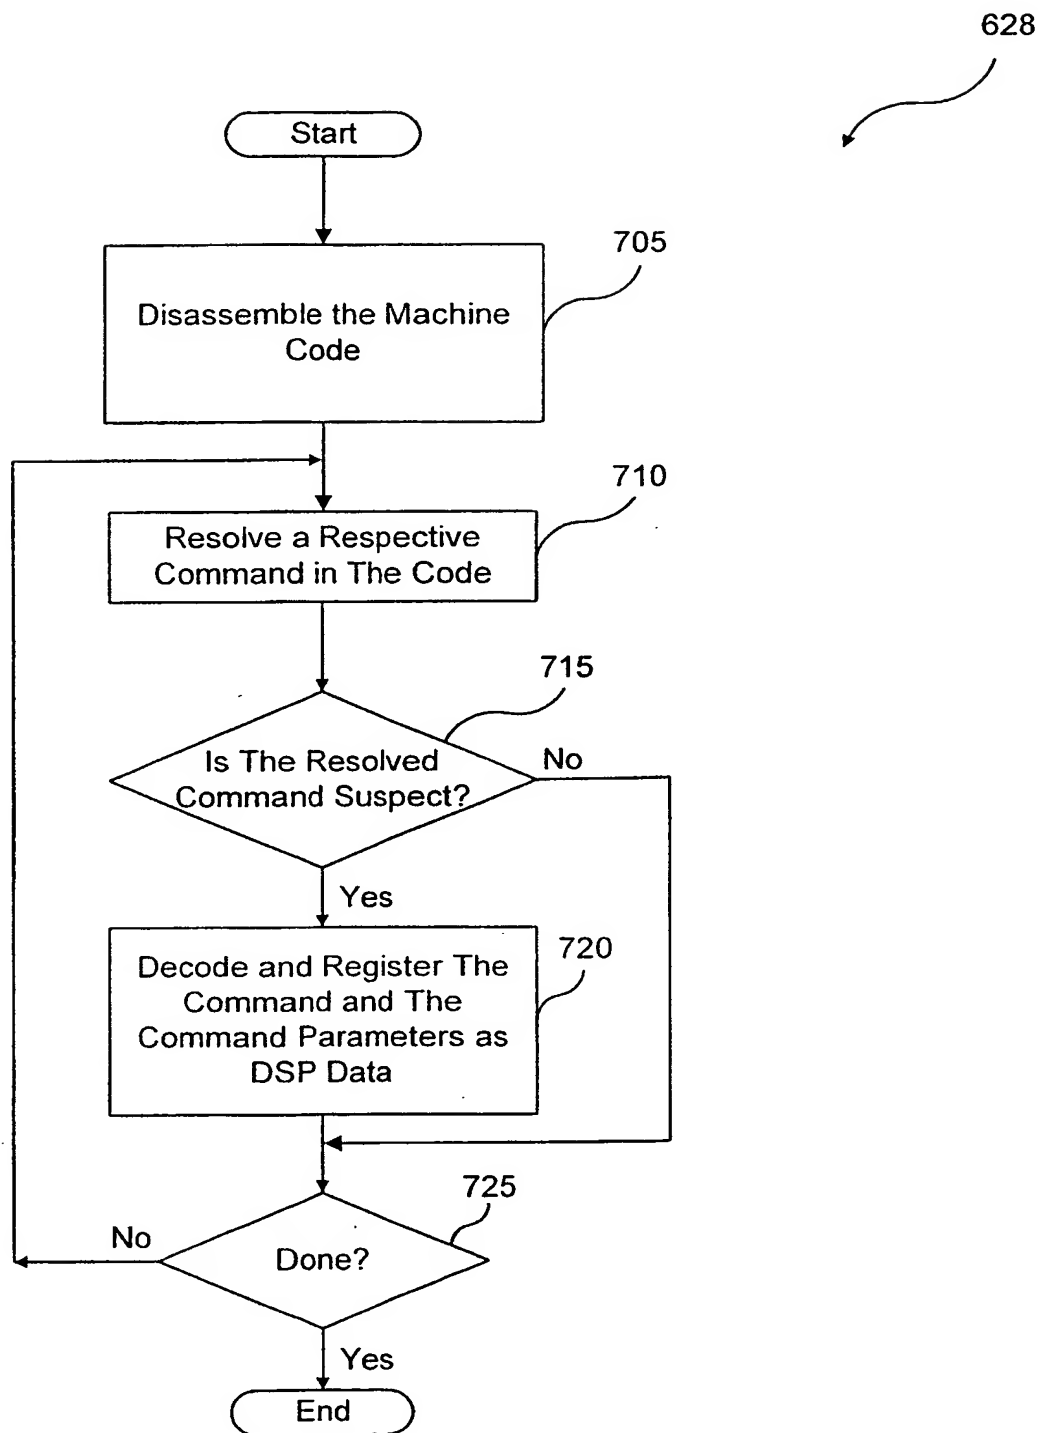 628
Start
705
Disassemble the Machine
Code
710
Resolve a Respective
Command in The Code
715
Is The Resolved
Command Suspect?
No
Yes
720
Decode and Register The
Command and The
Command Parameters as
DSP Data
725
No
Done?
Yes
End